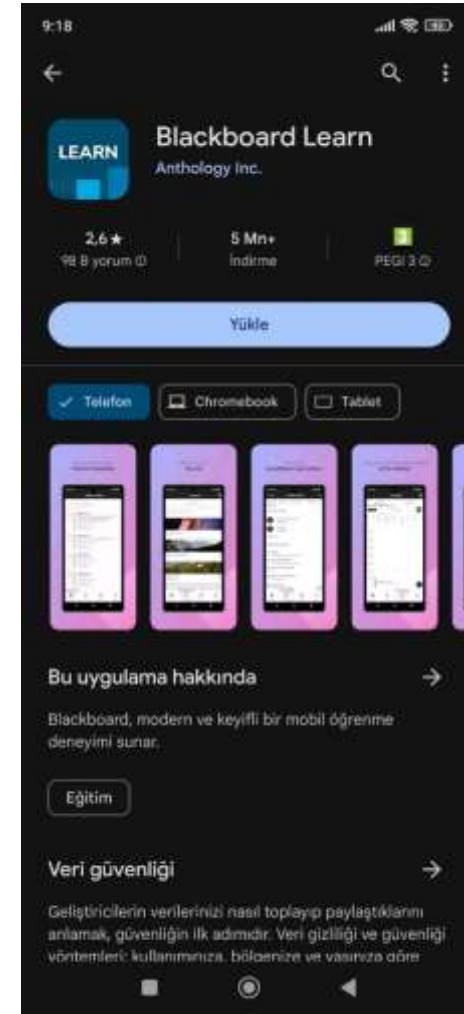 9:18
LEARN
Blackboard Learn
Anthology Inc.
2,6★
98 B yorum
5 Mn+
İndirme
3
PEGI 3
Yükle
Telefon
Chromebook
Tablet
Bu uygulama hakkında
Blackboard, modern ve keyifli bir mobil öğrenme
deneyimi sunar.
Eğitim
Veri güvenliği
Geliştiricilerin verilerinizi nasıl toplayıp paylaştıklarını
anlamak, güvenliğin ilk adımıdır. Veri gizliliği ve güvenliği
yöntemleri; kullanımınıza, bölgenize ve yaşınıza göre